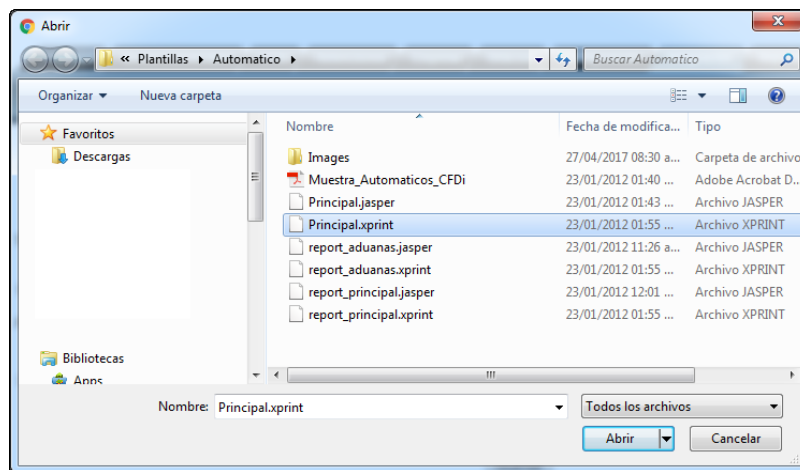 Abrir
« Plantillas Automatico
Buscar Automatico
Organizar Nueva carpeta
Favoritos
Descargas
Bibliotecas
Apps
Nombre Fecha de modifica... Tipo
Images 27/04/2017 08:30 a... Carpeta de archivo
Muestra_Automaticos_CFDi 23/01/2012 01:40 ... Adobe Acrobat D...
Principal.jasper 23/01/2012 01:43 ... Archivo JASPER
Principal.xprint 23/01/2012 01:55 ... Archivo XPRINT
report_aduanas.jasper 23/01/2012 11:26 a... Archivo JASPER
report_aduanas.xprint 23/01/2012 01:55 ... Archivo XPRINT
report_principal.jasper 23/01/2012 12:01 ... Archivo JASPER
report_principal.xprint 23/01/2012 01:55 ... Archivo XPRINT
Nombre: Principal.xprint Todos los archivos
Abrir Cancelar